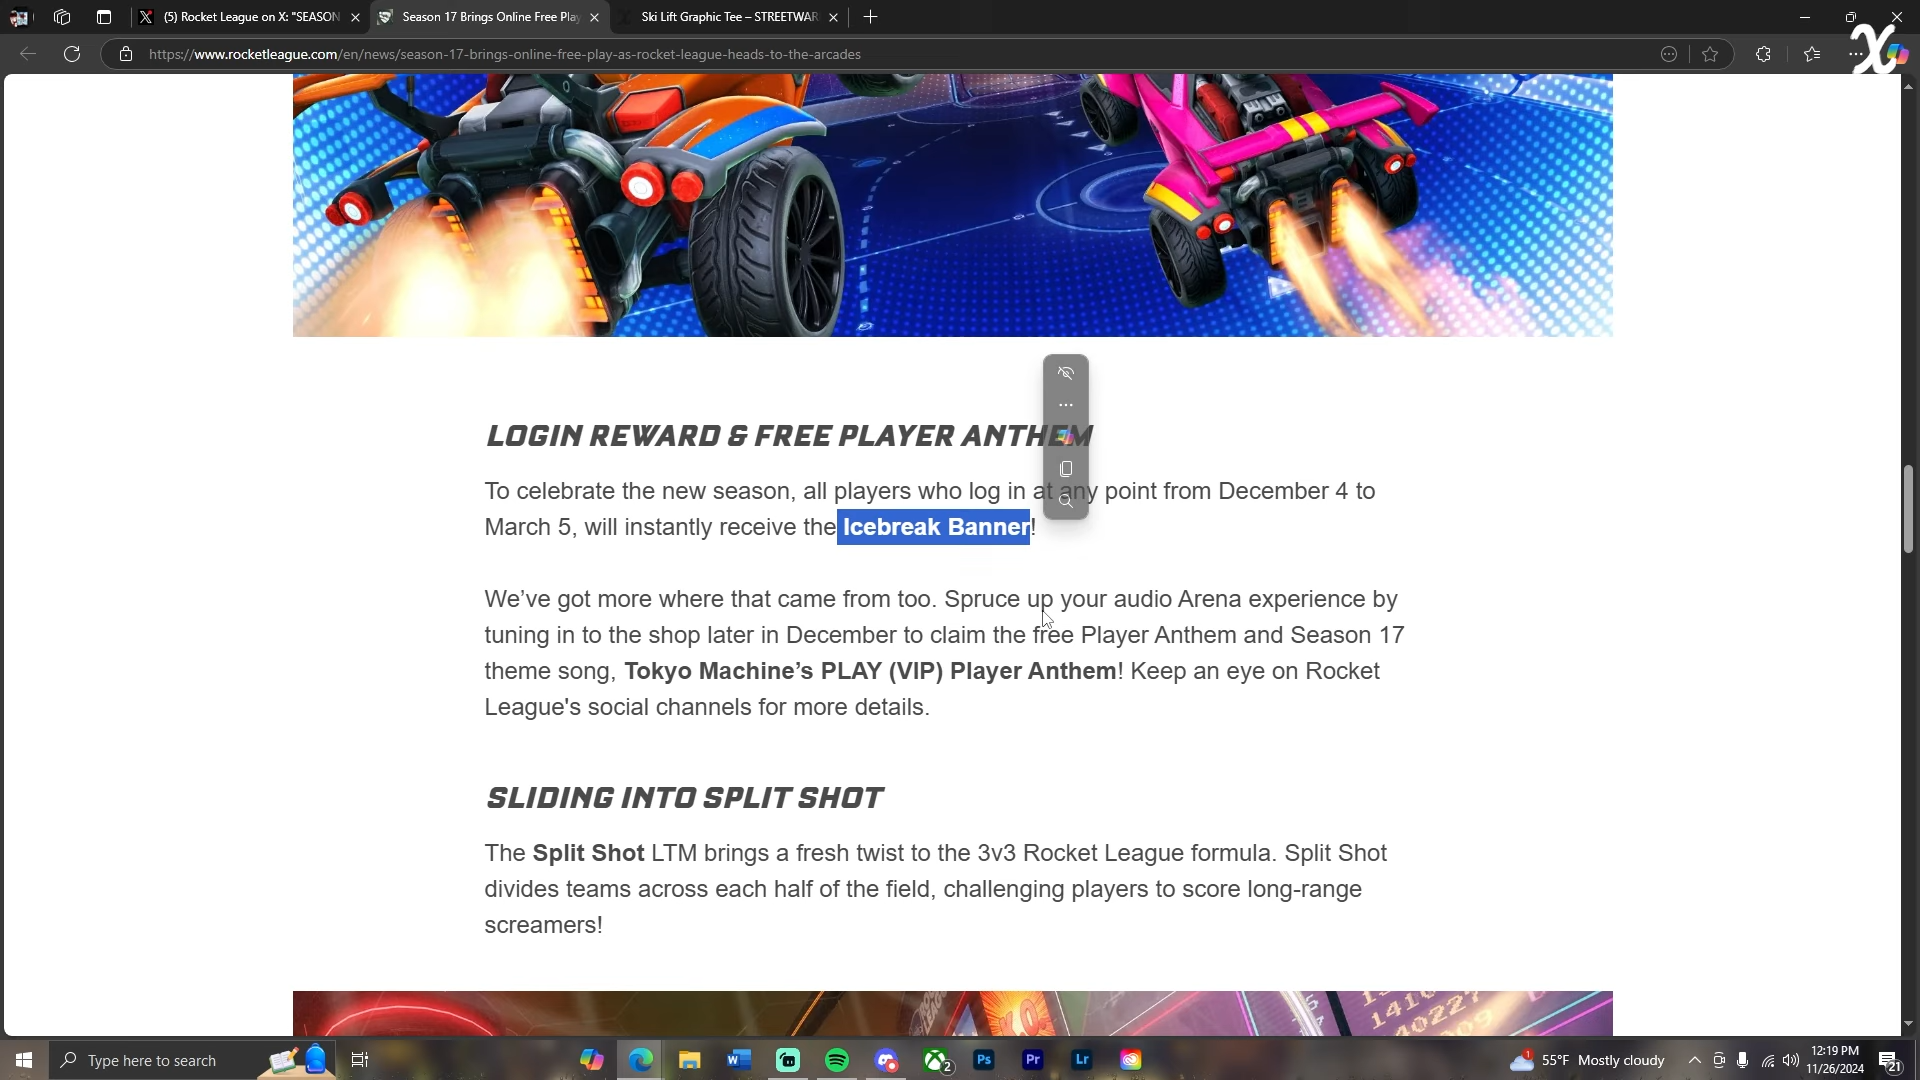 (5) Rocket League on X: "SEASON
Season 17 Brings Online Free Play
Ski Lift Graphic Tee – STREETWAR
https://www.rocketleague.com/en/news/season-17-brings-online-free-play-as-rocket-league-heads-to-the-arcades
LOGIN REWARD & FREE PLAYER ANTHEM
To celebrate the new season, all players who log in at any point from December 4 to
March 5, will instantly receive the Icebreak Banner!
We’ve got more where that came from too. Spruce up your audio Arena experience by
tuning in to the shop later in December to claim the free Player Anthem and Season 17
theme song, Tokyo Machine’s PLAY (VIP) Player Anthem! Keep an eye on Rocket
League's social channels for more details.
SLIDING INTO SPLIT SHOT
The Split Shot LTM brings a fresh twist to the 3v3 Rocket League formula. Split Shot
divides teams across each half of the field, challenging players to score long-range
screamers!
K.O.
Type here to search
2
Ps
Pr
Lr
1
55°F Mostly cloudy
12:19 PM
11/26/2024
21